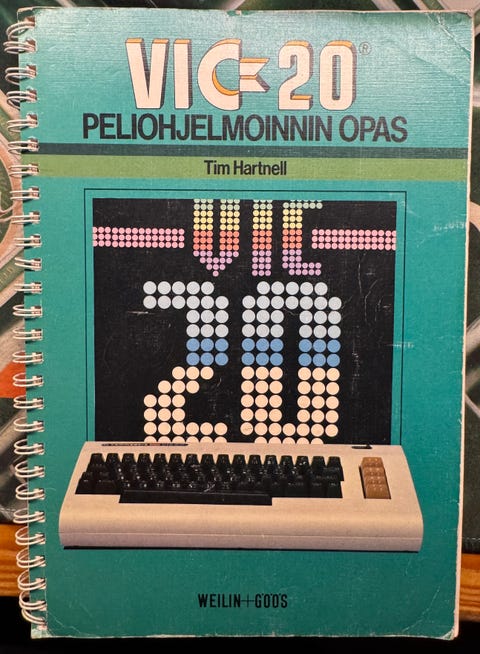 VIC 20®
PELIOHJELMOINNIN OPAS
Tim Hartnell
VIC
20
WEILIN+GÖÖS